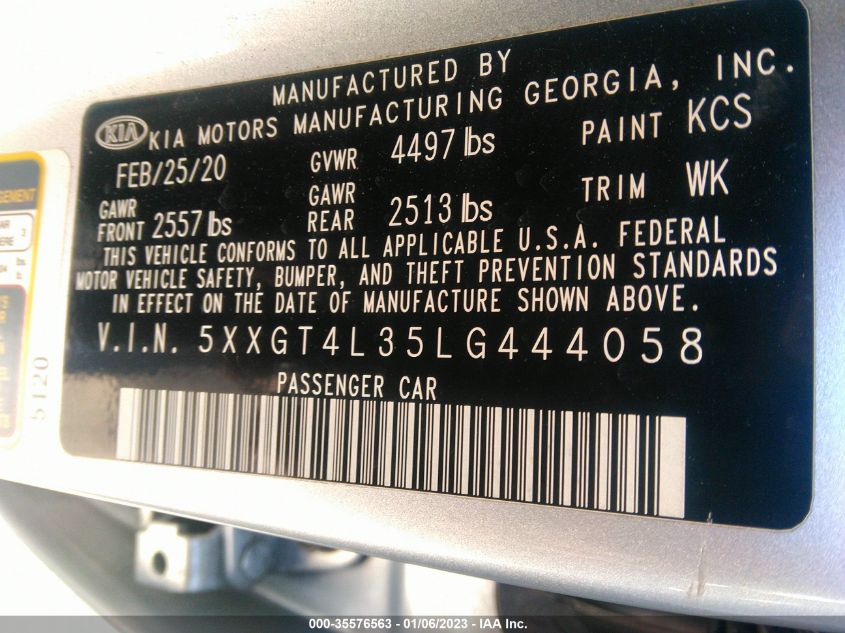 MANUFACTURED BY
KIA KIA MOTORS MANUFACTURING GEORGIA, INC.
FEB/25/20 GVWR 4497 lbs PAINT KCS
GAWR FRONT 2557 lbs GAWR REAR 2513 lbs TRIM WK
THIS VEHICLE CONFORMS TO ALL APPLICABLE U.S.A. FEDERAL
MOTOR VEHICLE SAFETY, BUMPER, AND THEFT PREVENTION STANDARDS
IN EFFECT ON THE DATE OF MANUFACTURE SHOWN ABOVE.
V.I.N. 5XXGT4L35LG444058
PASSENGER CAR
5120
000-35576563 - 01/06/2023 - IAA Inc.